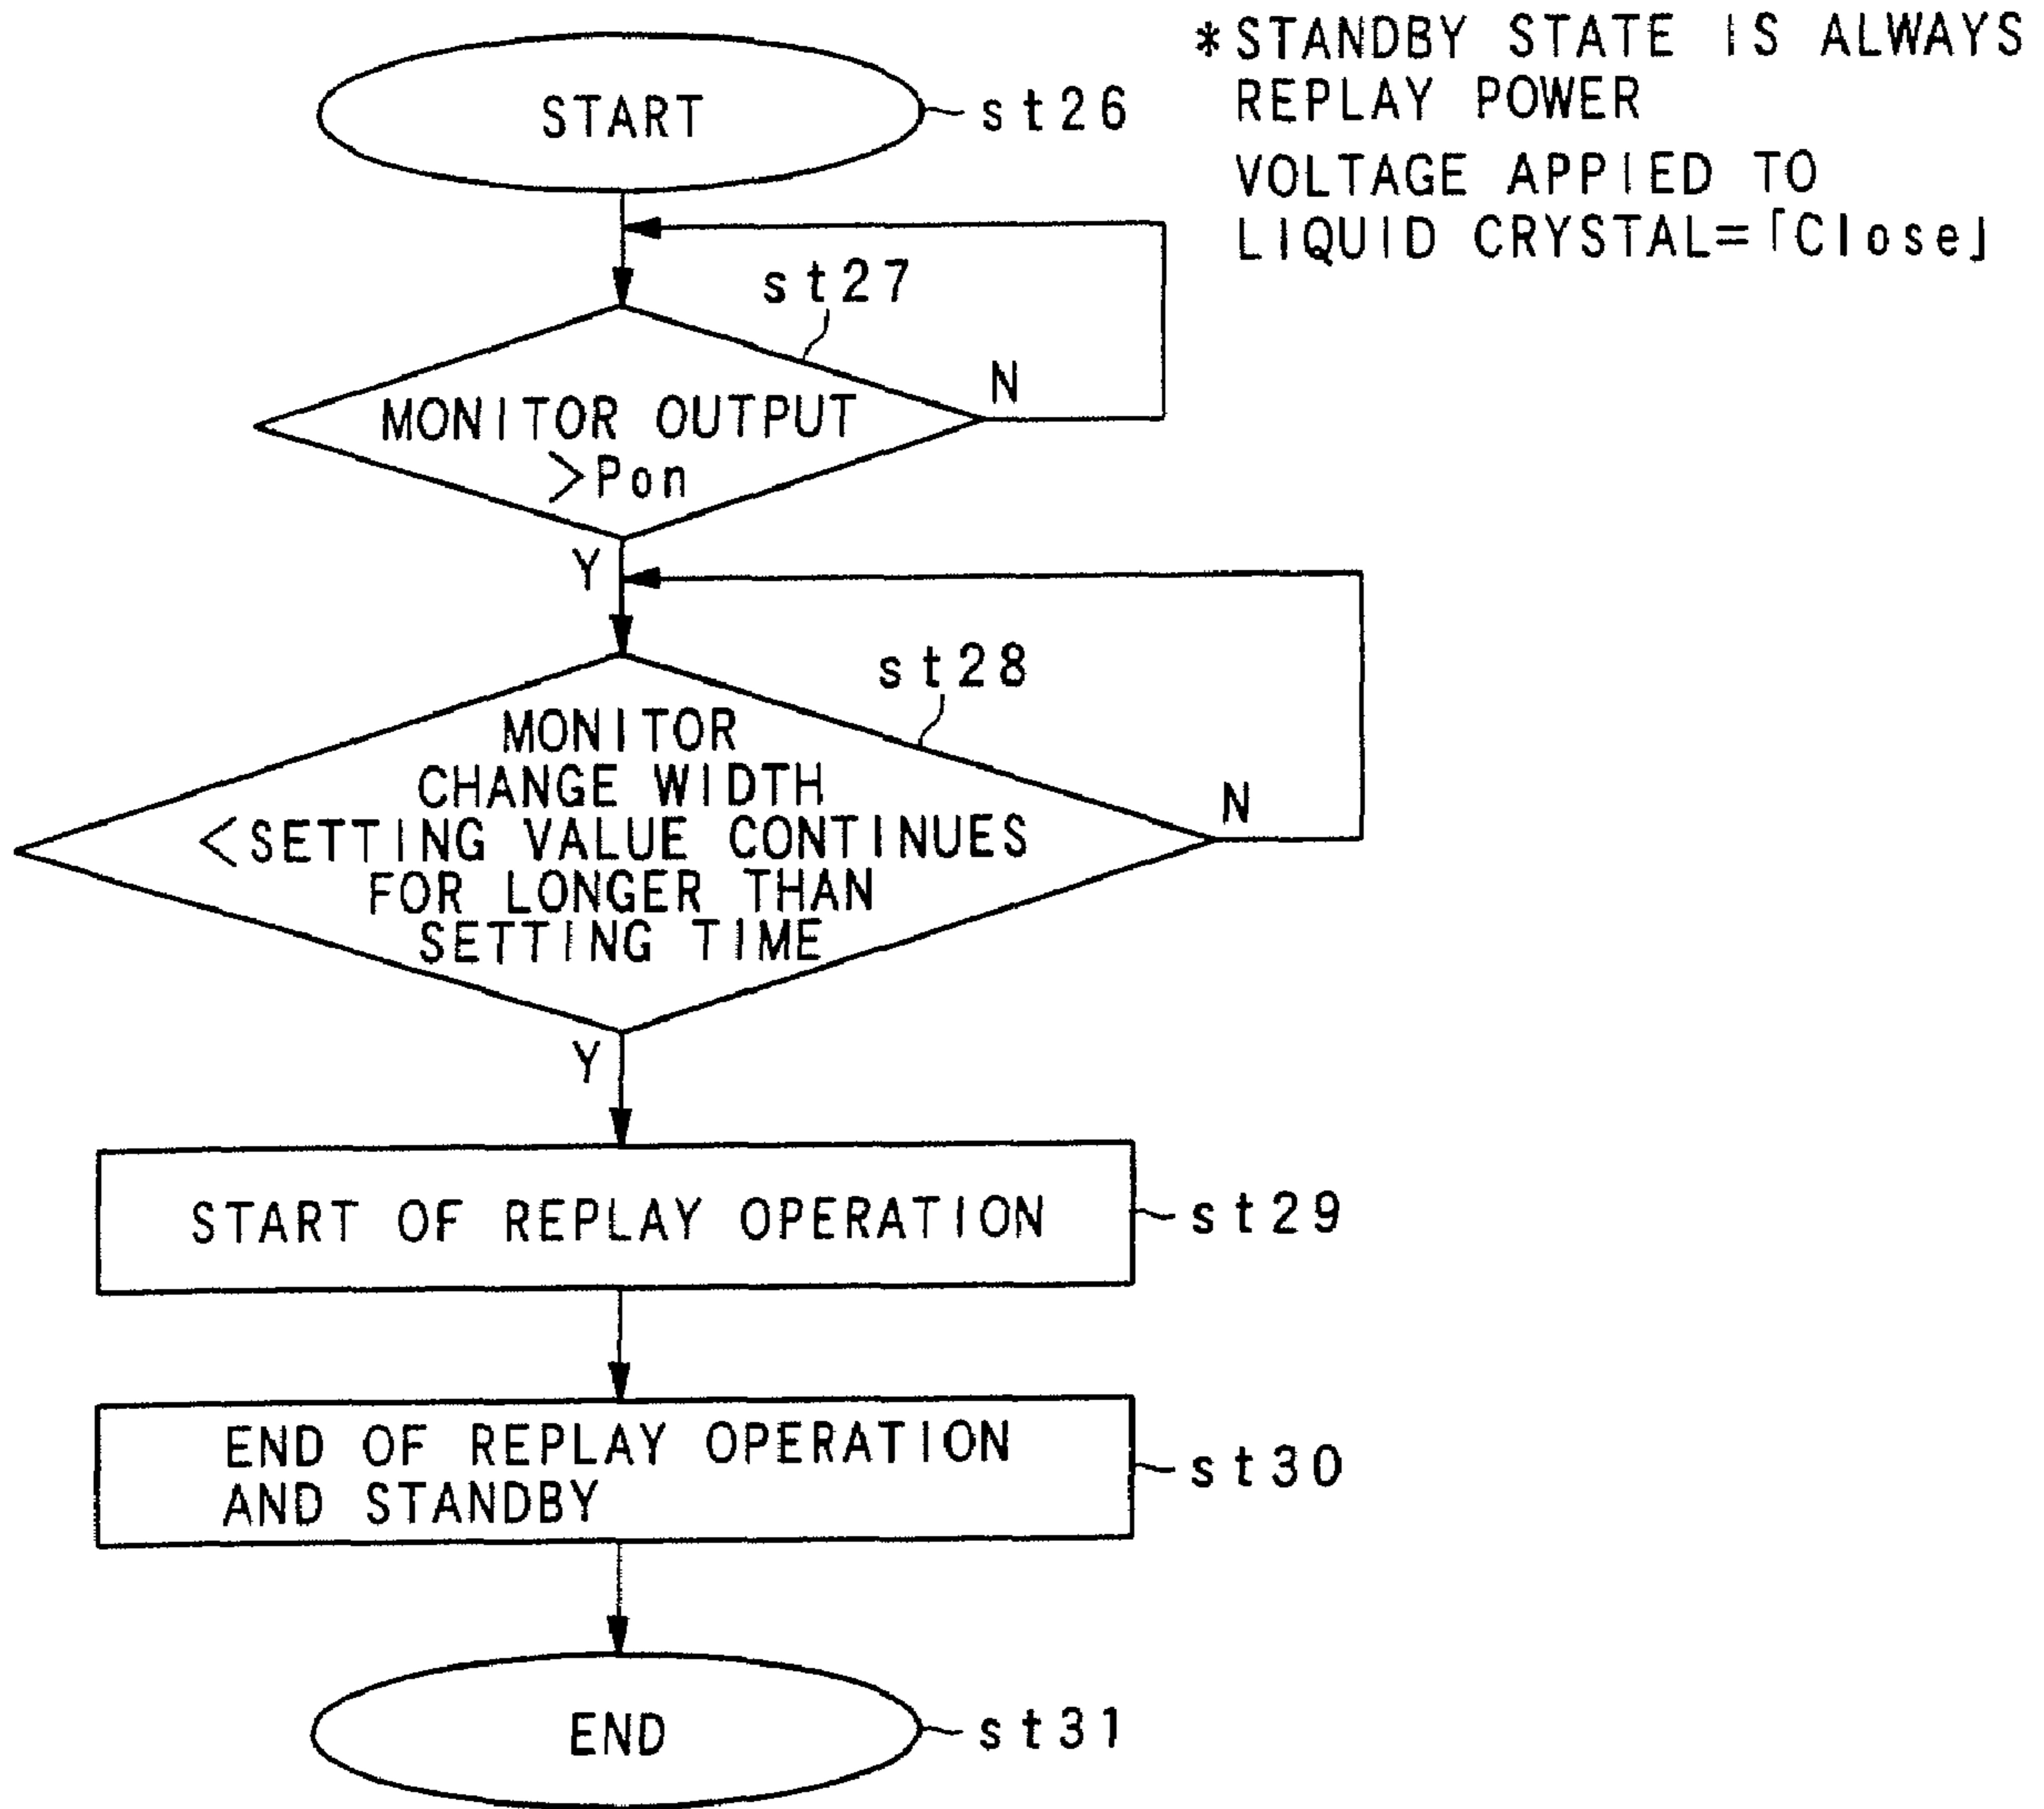 *STANDBY STATE IS ALWAYS
REPLAY POWER
VOLTAGE APPIED TO
LIQUID CRYSTAL=「Close」
START
st26
st27
MONITOR OUTPUT
>Pon
N
Y
st28
MONITOR
CHANGE WIDTH
<SETTING VALUE CONTINUES
FOR LONGER THAN
SETTING TIME
N
Y
START OF REPLAY OPERATION
st29
END OF REPLAY OPERATION
AND STANDBY
st30
END
st31